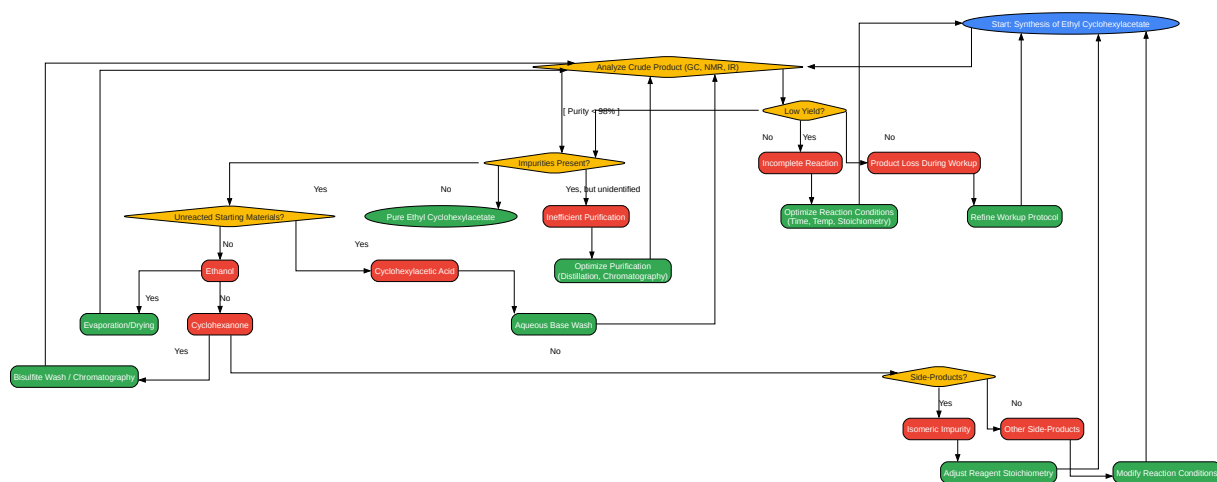 Start: Synthesis of Ethyl Cyclohexylacetate
Analyze Crude Product (GC, NMR, IR)
[ Purity < 98% ]
Low Yield?
No
Yes
No
Impurities Present?
Incomplete Reaction
Product Loss During Workup
Yes
No
Yes, but unidentified
Unreacted Starting Materials?
Pure Ethyl Cyclohexylacetate
Inefficient Purification
Optimize Reaction Conditions
(Time, Temp, Stoichiometry)
Refine Workup Protocol
No
Yes
Ethanol
Cyclohexylacetic Acid
Optimize Purification
(Distillation, Chromatography)
Yes
No
Evaporation/Drying
Cyclohexanone
Aqueous Base Wash
Yes
No
Bisulfite Wash / Chromatography
Side-Products?
Yes
No
Isomeric Impurity
Other Side-Products
Adjust Reagent Stoichiometry
Modify Reaction Conditions